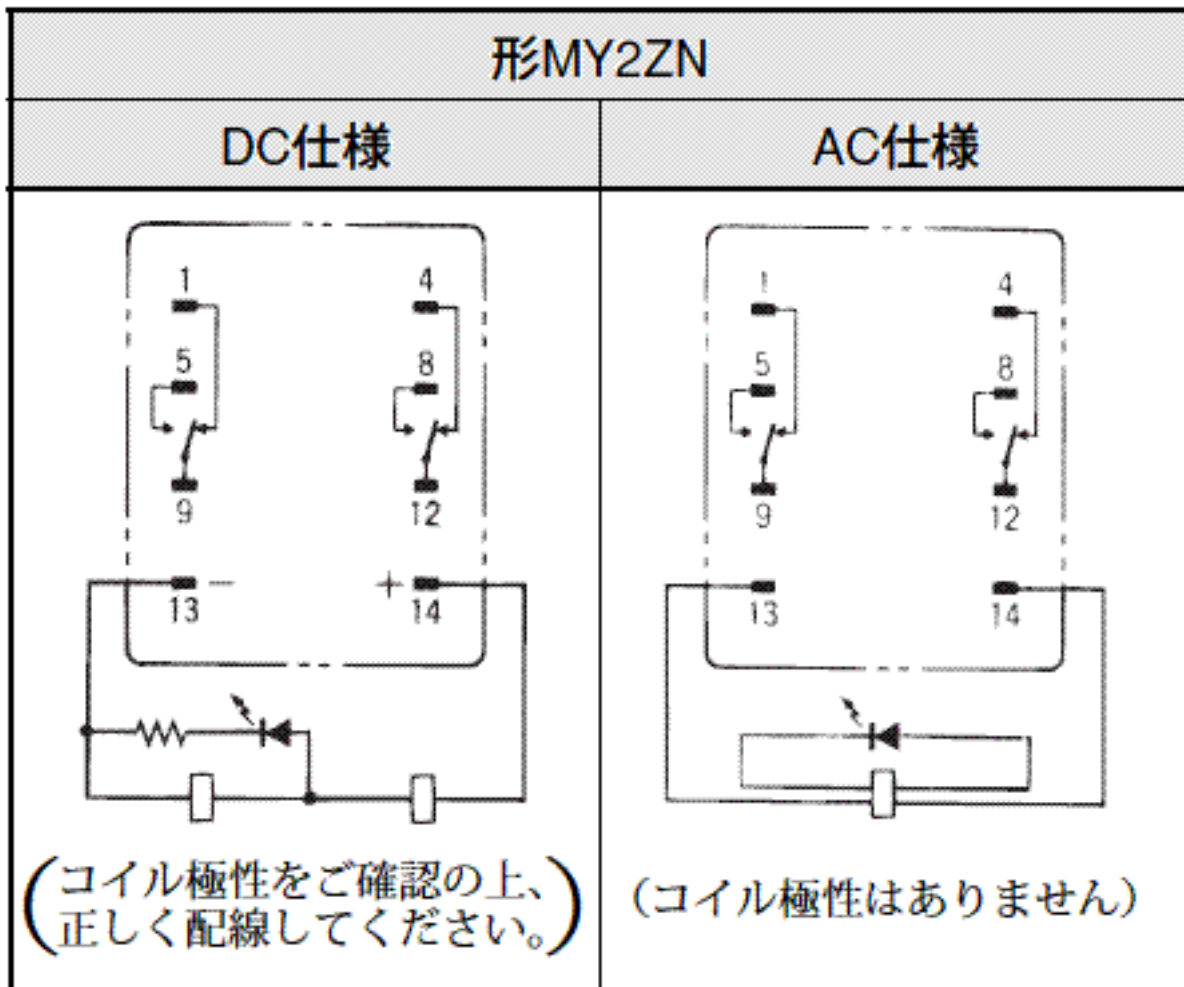 形MY2ZN
DC仕様
AC仕様
1 4
5 8
9 12
13 − + 14
1 4
5 8
9 12
13 14
(コイル極性をご確認の上、
正しく配線してください。)
(コイル極性はありません)